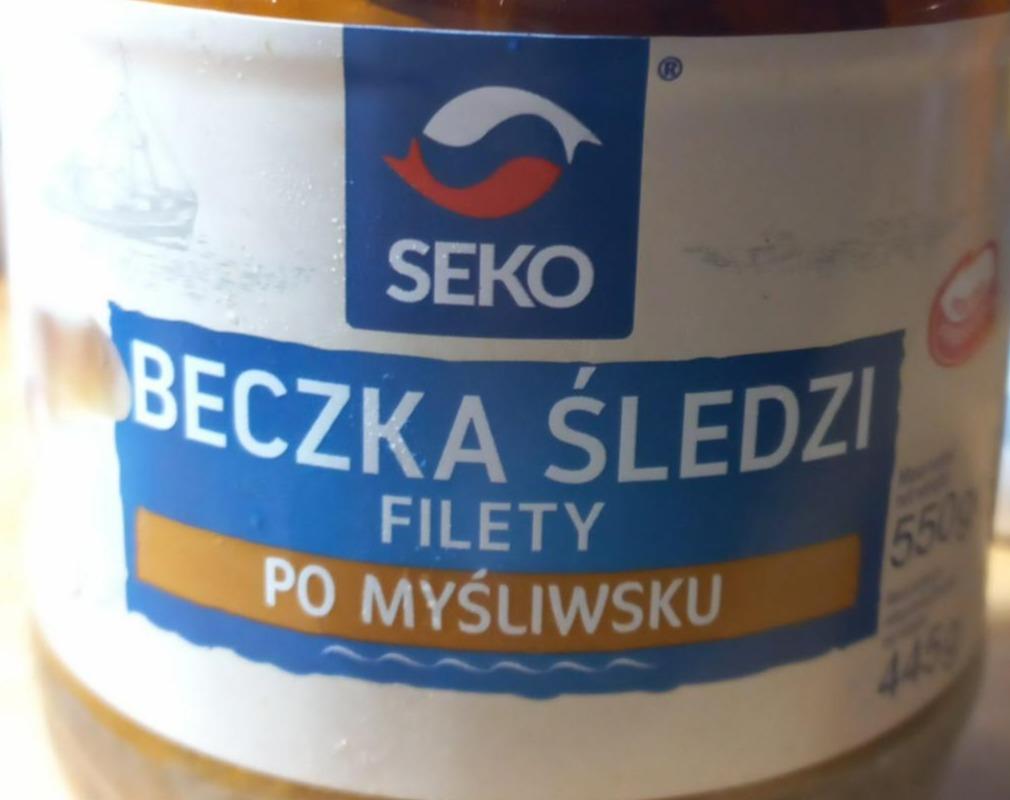 SEKO
®
BECZKA ŚLEDZI
FILETY
PO MYŚLIWSKU
550g
445g